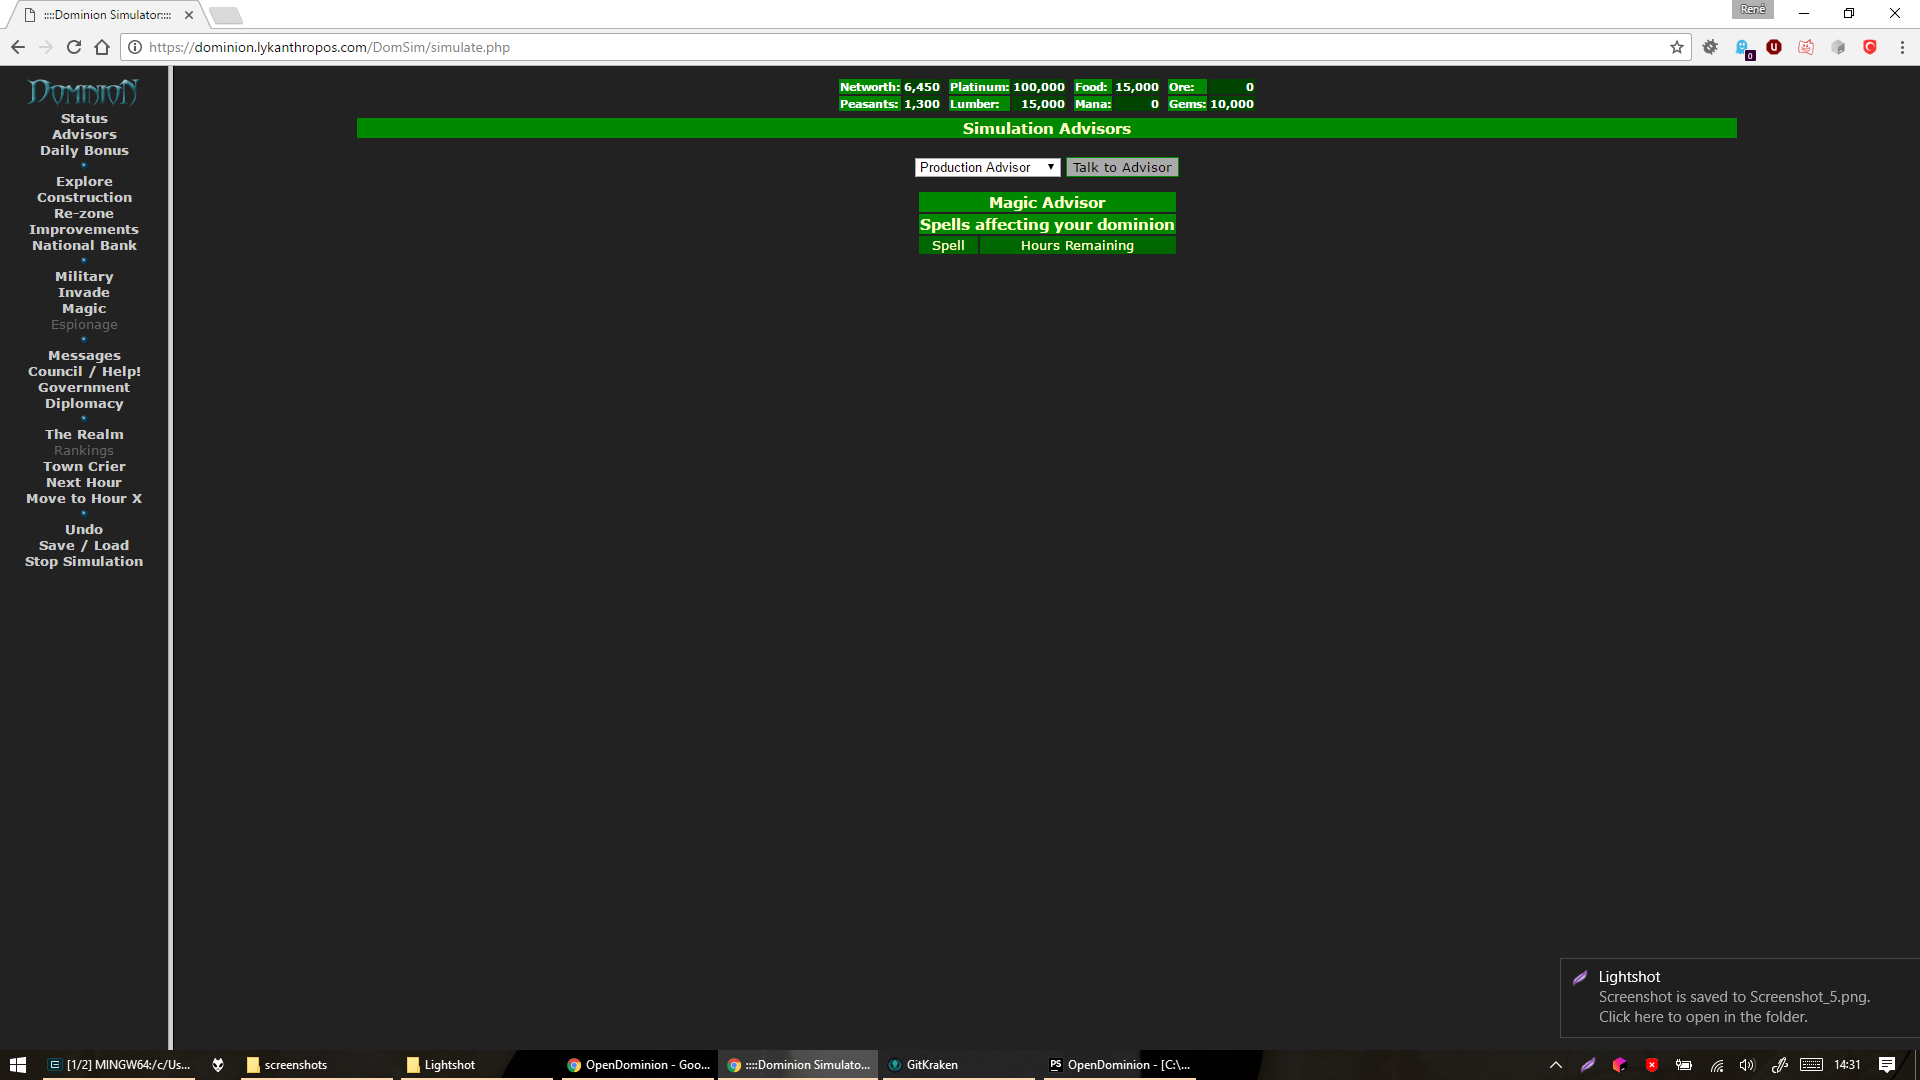 ::::Dominion Simulator::::
René
https://dominion.lykanthropos.com/DomSim/simulate.php
0
DOMINION
Status
Advisors
Daily Bonus
Explore
Construction
Re-zone
Improvements
National Bank
Military
Invade
Magic
Espionage
Messages
Council / Help!
Government
Diplomacy
The Realm
Rankings
Town Crier
Next Hour
Move to Hour X
Undo
Save / Load
Stop Simulation
Networth: 6,450 Platinum: 100,000 Food: 15,000 Ore: 0
Peasants: 1,300 Lumber: 15,000 Mana: 0 Gems: 10,000
Simulation Advisors
Production Advisor Talk to Advisor
Magic Advisor
Spells affecting your dominion
Spell Hours Remaining
Lightshot
Screenshot is saved to Screenshot_5.png.
Click here to open in the folder.
[1/2] MINGW64:/c/Us... screenshots Lightshot OpenDominion - Goo... ::::Dominion Simulato... GitKraken PS OpenDominion - [C:\... 14:31